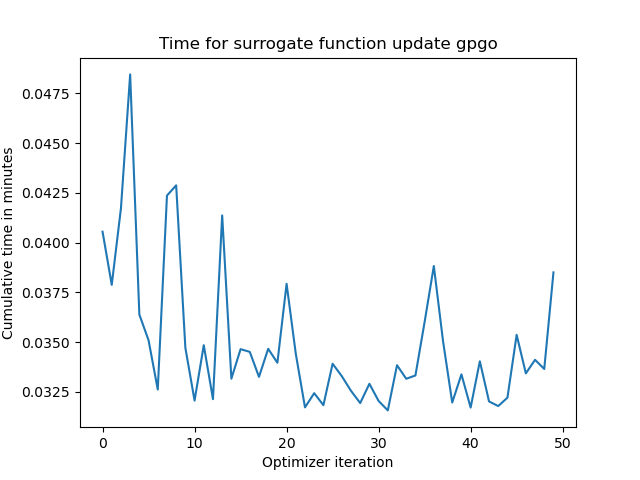 Time for surrogate function update gpgo
Cumulative time in minutes
0.0475
0.0450
0.0425
0.0400
0.0375
0.0350
0.0325
0 10 20 30 40 50
Optimizer iteration